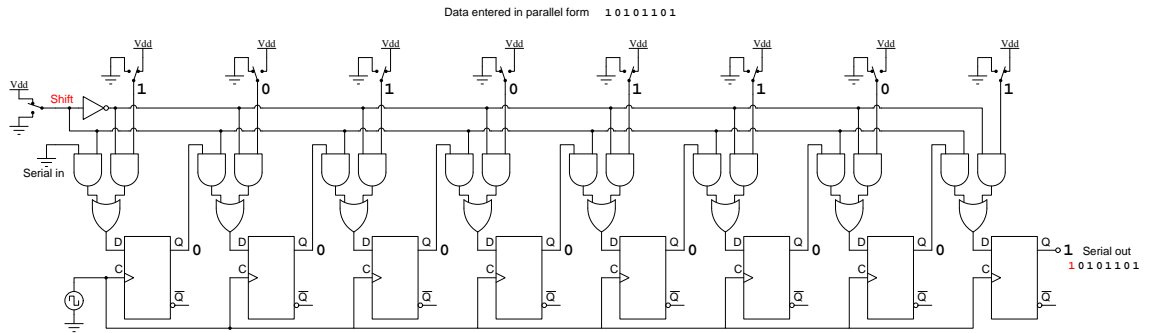 Data entered in parallel form 1 0 1 0 1 1 0 1
Vdd Vdd Vdd Vdd Vdd Vdd Vdd Vdd
Vdd
1 0 1 0 1 1 0 1
Shift
Serial in
D Q D Q D Q D Q D Q D Q D Q D Q
0 0 0 0 0 0 0 1 Serial out
C C C C C C C C
1 0 1 0 1 1 0 1
Q Q Q Q Q Q Q Q